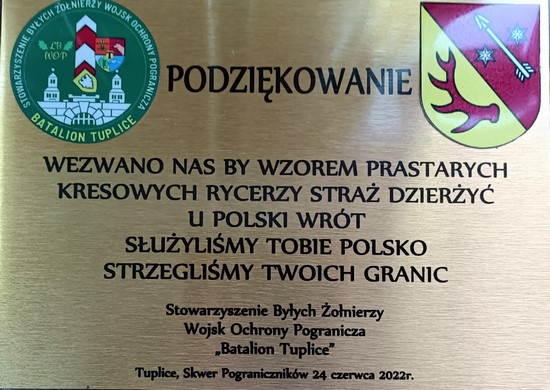 STOWARZYSZENIE BYŁYCH ŻOŁNIERZY WOJSK OCHRONY POGRANICZA
ŁB
WOP
BATALION TUPLICE
PODZIĘKOWANIE
WEZWANO NAS BY WZOREM PRASTARYCH
KRESOWYCH RYCERZY STRAŻ DZIERŻYĆ
U POLSKI WRÓT
SŁUŻYLIŚMY TOBIE POLSKO
STRZEGLIŚMY TWOICH GRANIC
Stowarzyszenie Byłych Żołnierzy
Wojsk Ochrony Pogranicza
„Batalion Tuplice”
Tuplice, Skwer Pograniczników 24 czerwca 2022r.